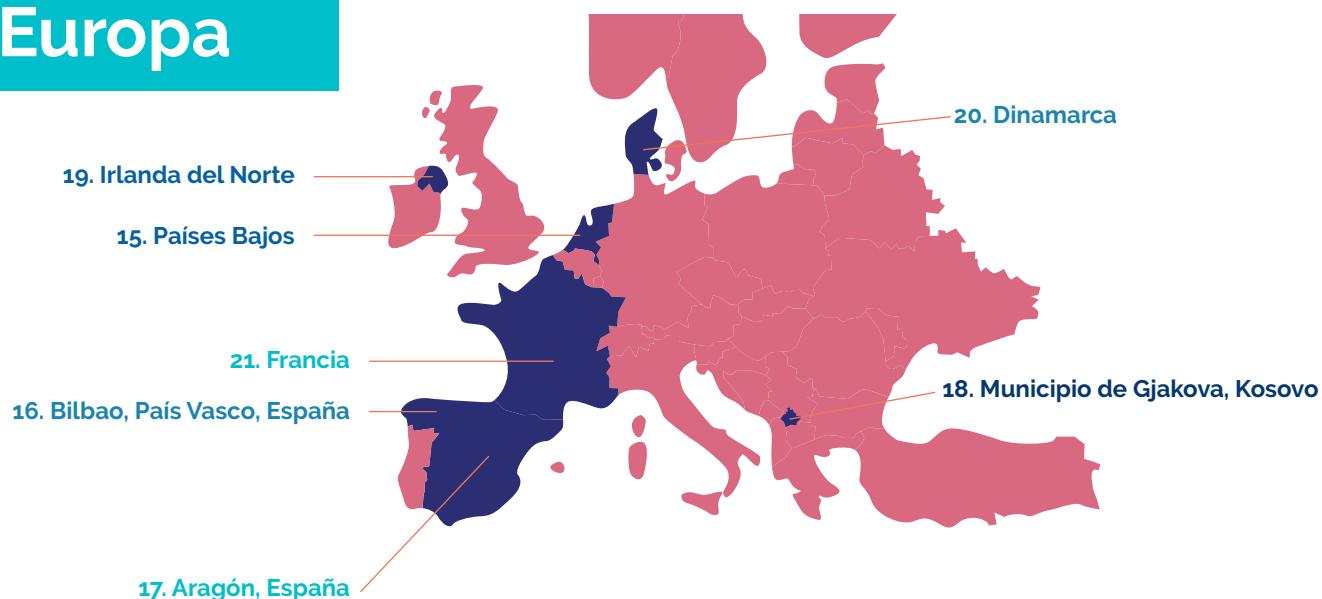 Europa
20. Dinamarca
19. Irlanda del Norte
15. Países Bajos
21. Francia
18. Municipio de Gjakova, Kosovo
16. Bilbao, País Vasco, España
17. Aragón, España